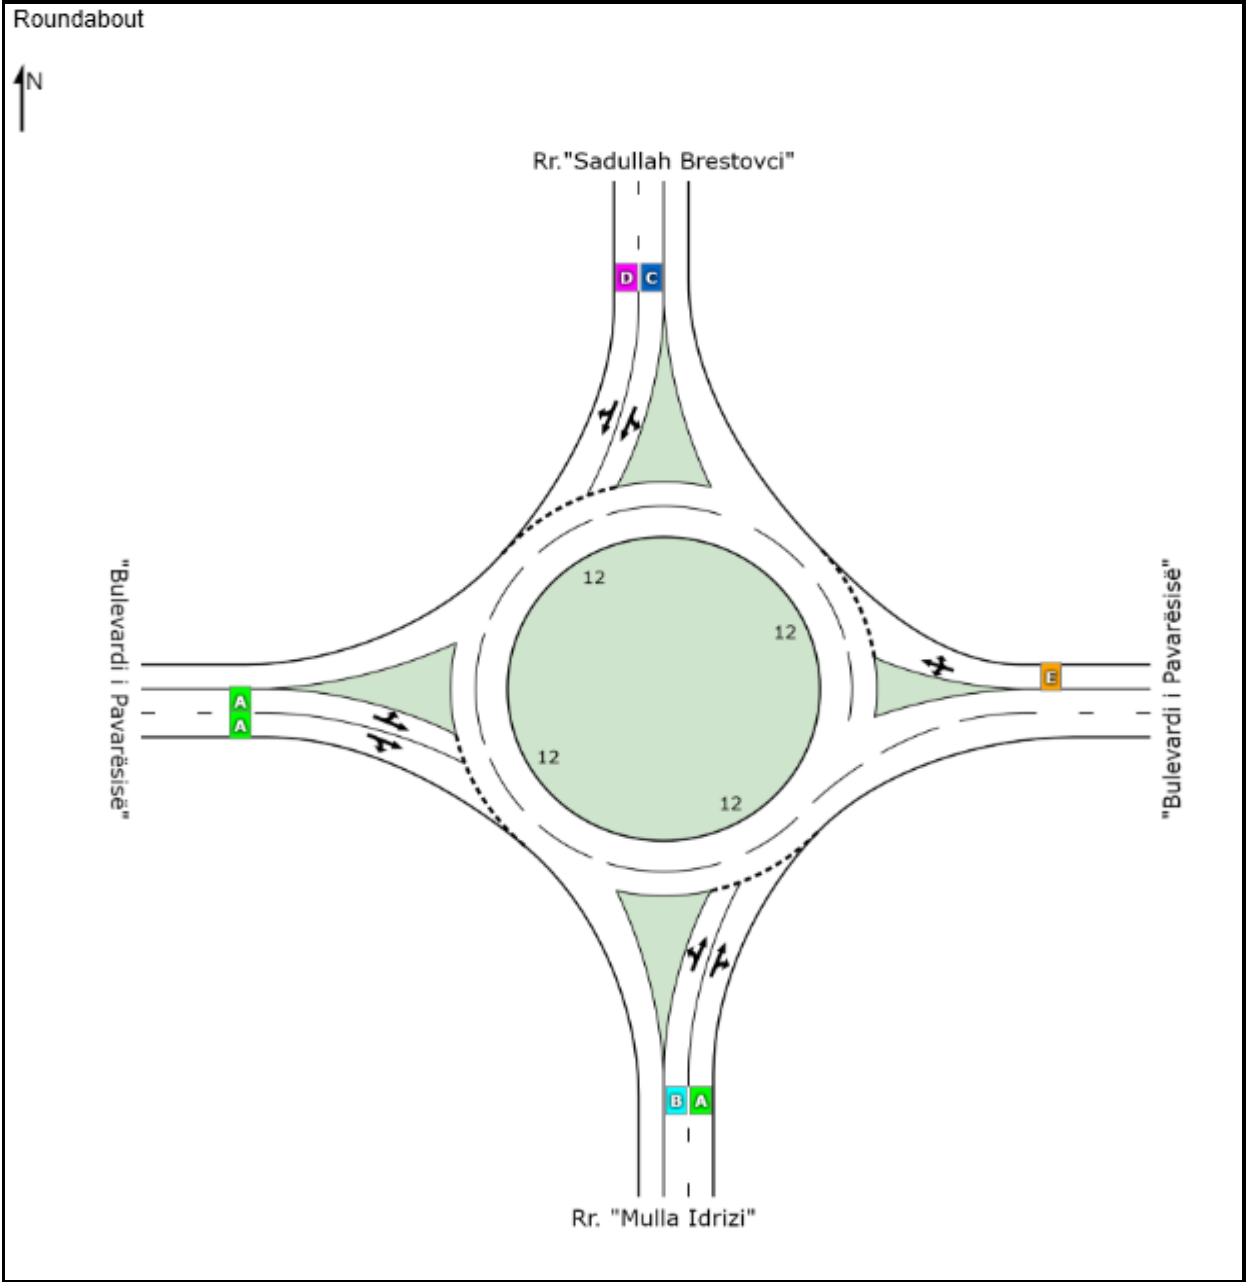 Roundabout
N
Rr."Sadullah Brestovci"
D C
12
12
"Bulevardi i Pavarësisë"
"Bulevardi i Pavarësisë"
E
A
A
12
12
B A
Rr. "Mulla Idrizi"